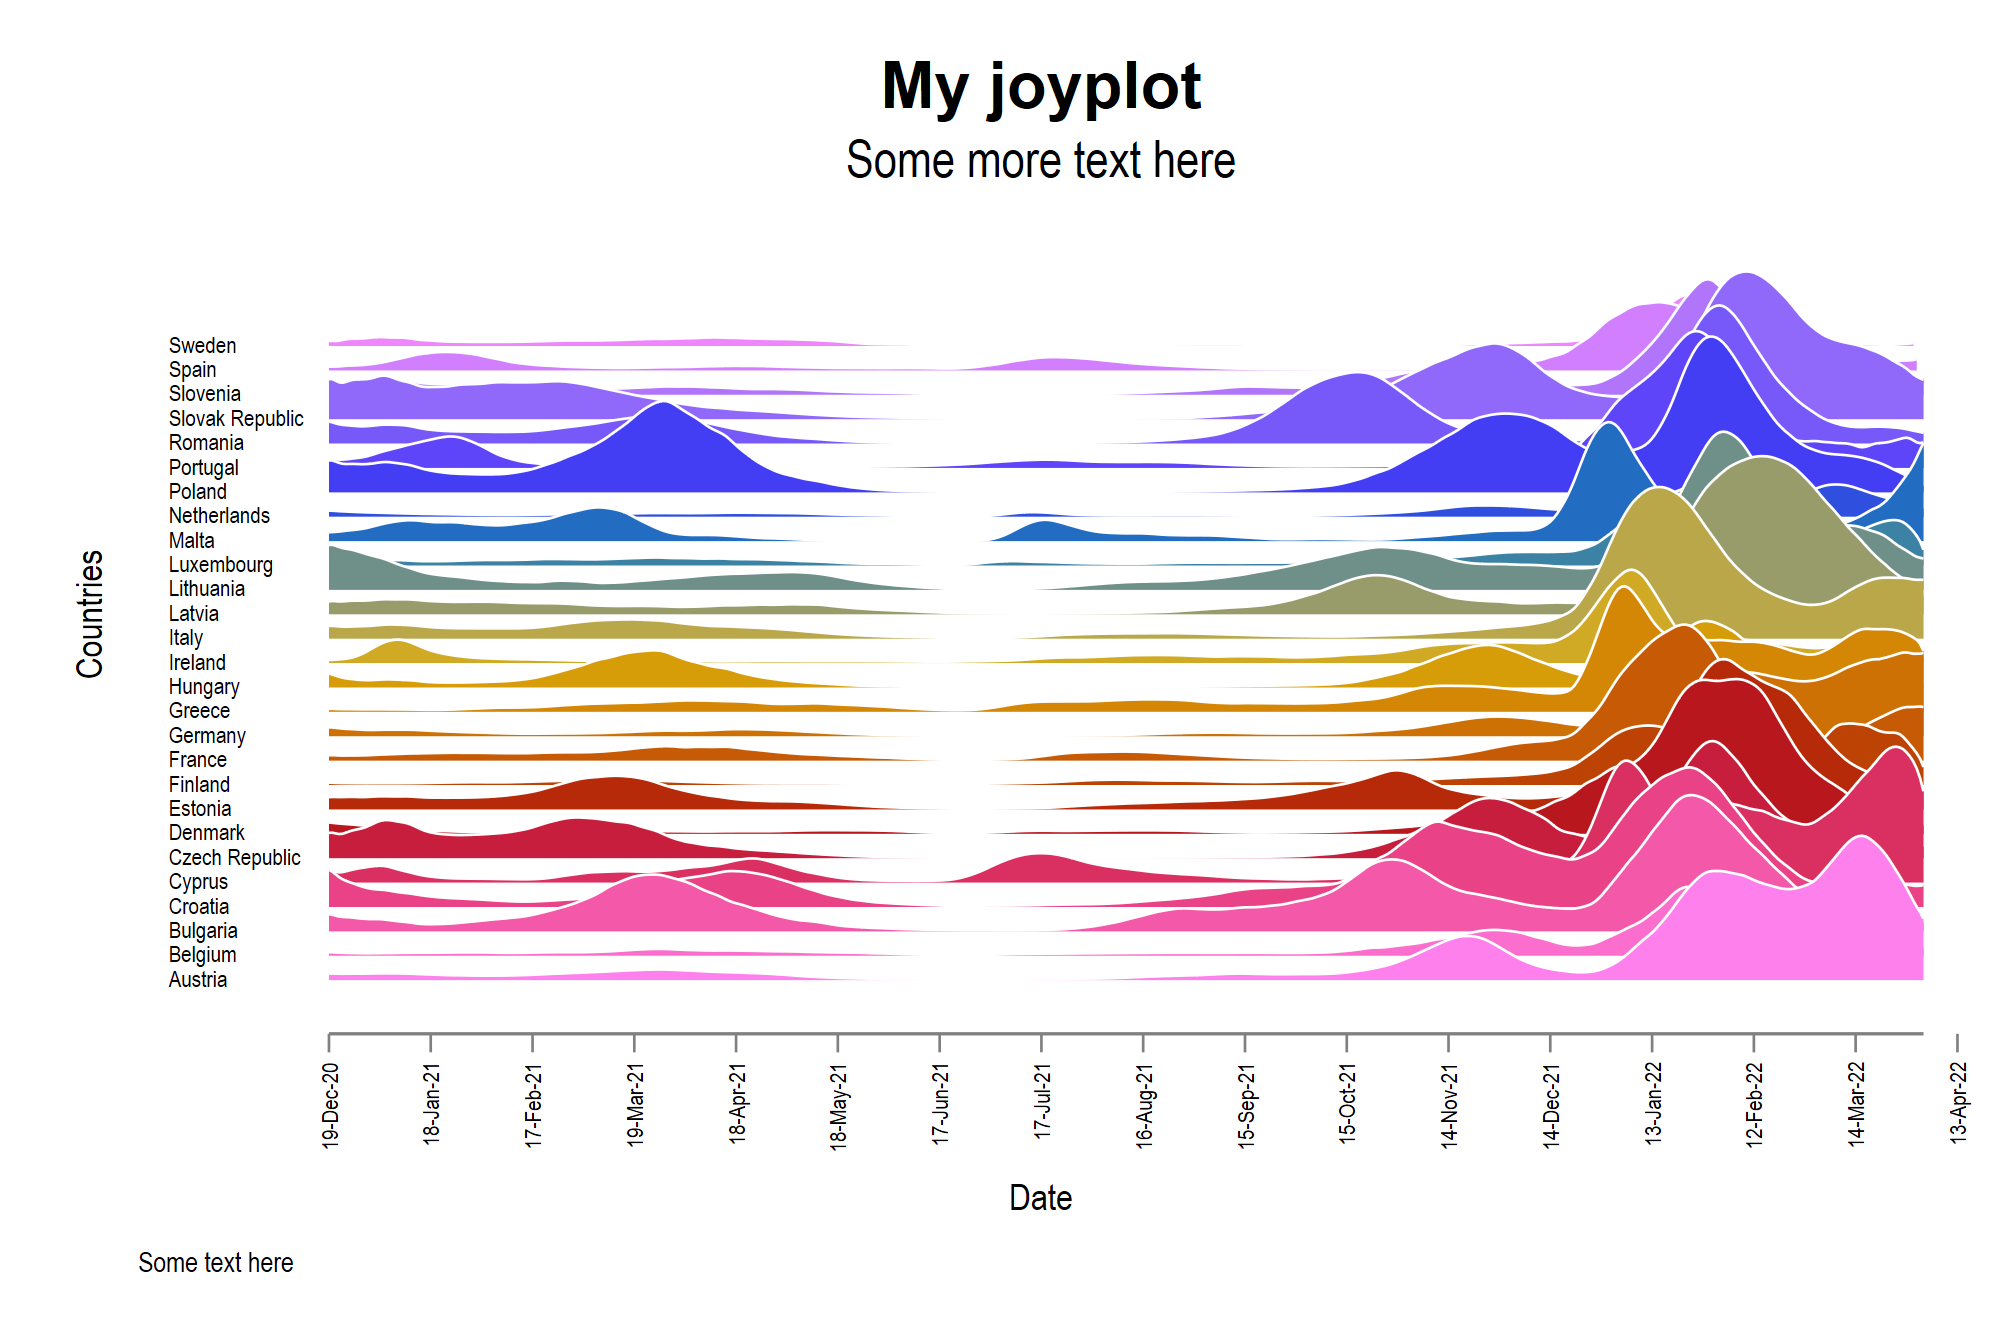 My joyplot
Some more text here
Countries
Sweden
Spain
Slovenia
Slovak Republic
Romania
Portugal
Poland
Netherlands
Malta
Luxembourg
Lithuania
Latvia
Italy
Ireland
Hungary
Greece
Germany
France
Finland
Estonia
Denmark
Czech Republic
Cyprus
Croatia
Bulgaria
Belgium
Austria
19-Dec-20
18-Jan-21
17-Feb-21
19-Mar-21
18-Apr-21
18-May-21
17-Jun-21
17-Jul-21
16-Aug-21
15-Sep-21
15-Oct-21
14-Nov-21
14-Dec-21
13-Jan-22
12-Feb-22
14-Mar-22
13-Apr-22
Date
Some text here